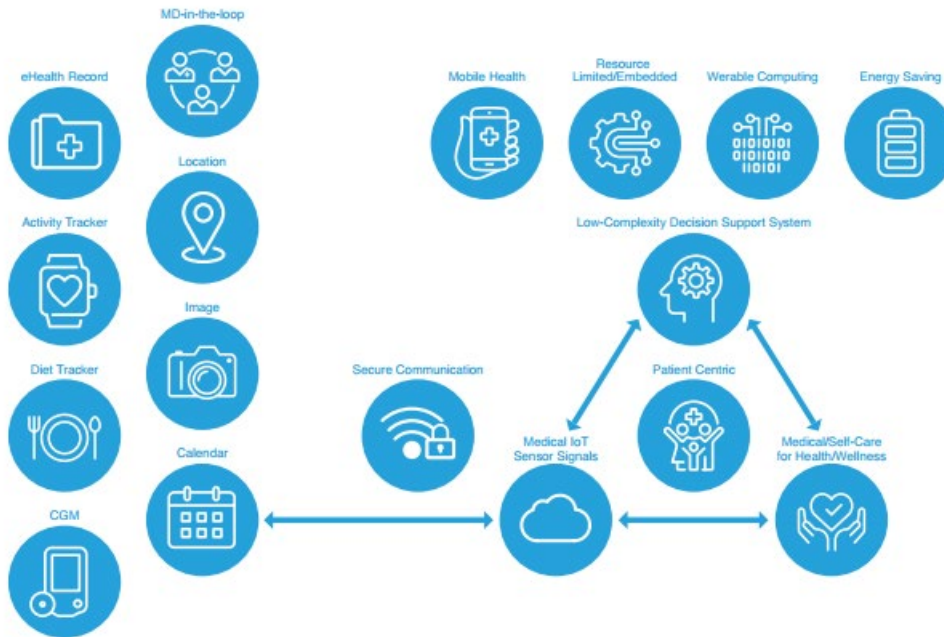 MD-in-the-loop
eHealth Record
Location
Activity Tracker
Image
Diet Tracker
Calendar
CGM
Mobile Health
Resource
Limited/Embedded
Werable Computing
Energy Saving
Low-Complexity Decision Support System
Secure Communication
Patient Centric
Medical IoT
Sensor Signals
Medical/Self-Care
for Health/Wellness